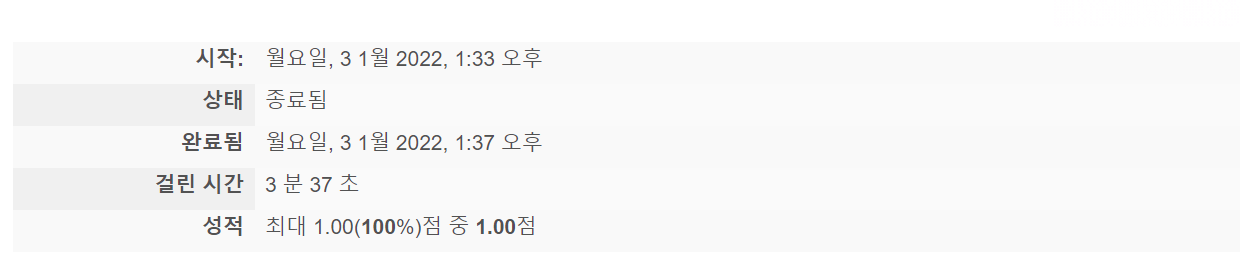 시작: 월요일, 3 1월 2022, 1:33 오후
상태 종료됨
완료됨 월요일, 3 1월 2022, 1:37 오후
걸린 시간 3 분 37 초
성적 최대 1.00(100%)점 중 1.00점